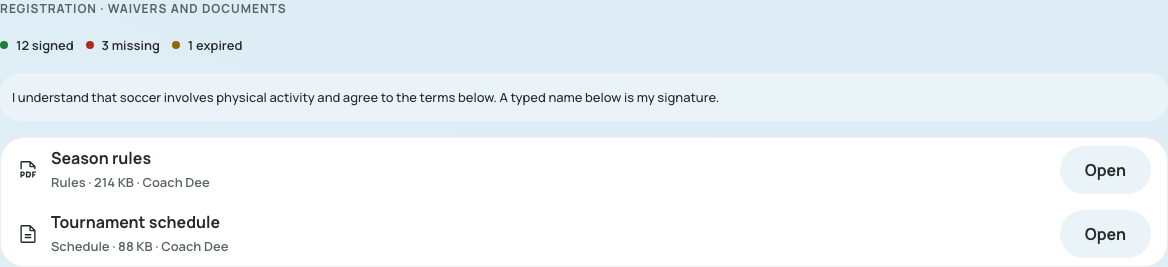 REGISTRATION · WAIVERS AND DOCUMENTS
12 signed 3 missing 1 expired
I understand that soccer involves physical activity and agree to the terms below. A typed name below is my signature.
PDF
Season rules
Rules · 214 KB · Coach Dee
Open
Tournament schedule
Schedule · 88 KB · Coach Dee
Open